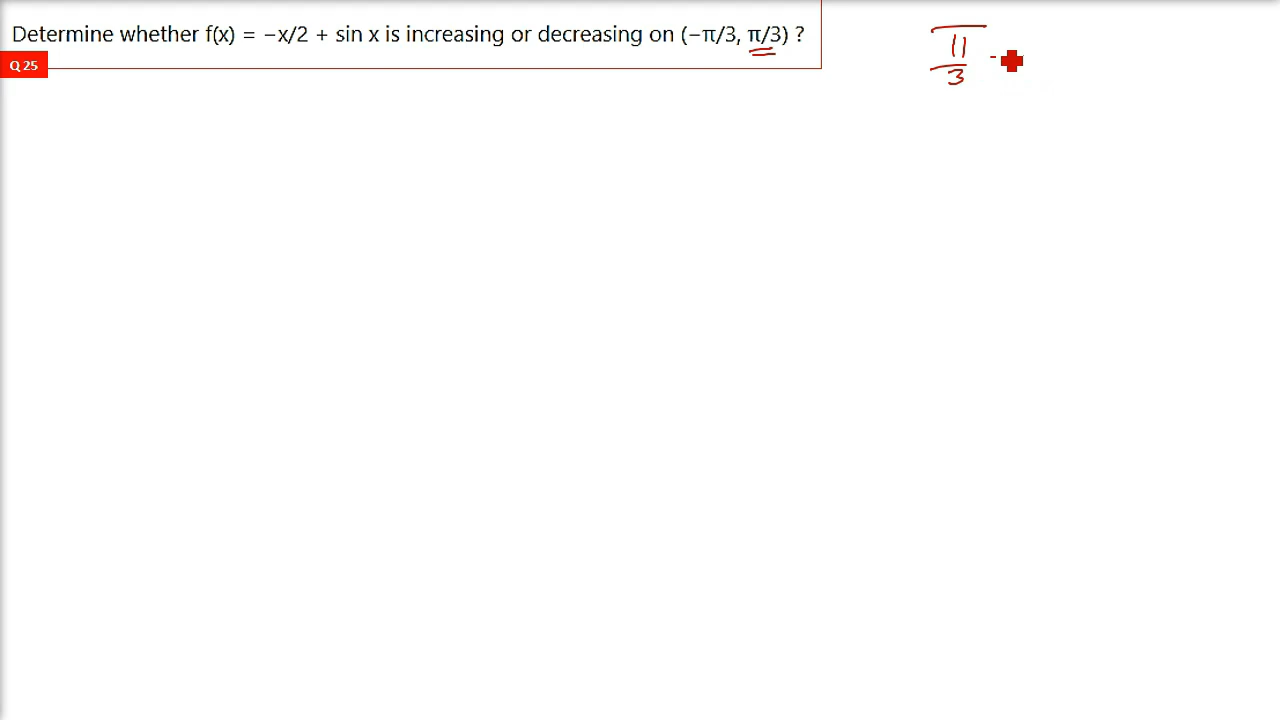 Determine whether f(x) = −x/2 + sin x is increasing or decreasing on (−π/3, π/3) ?
Q 25
π
3